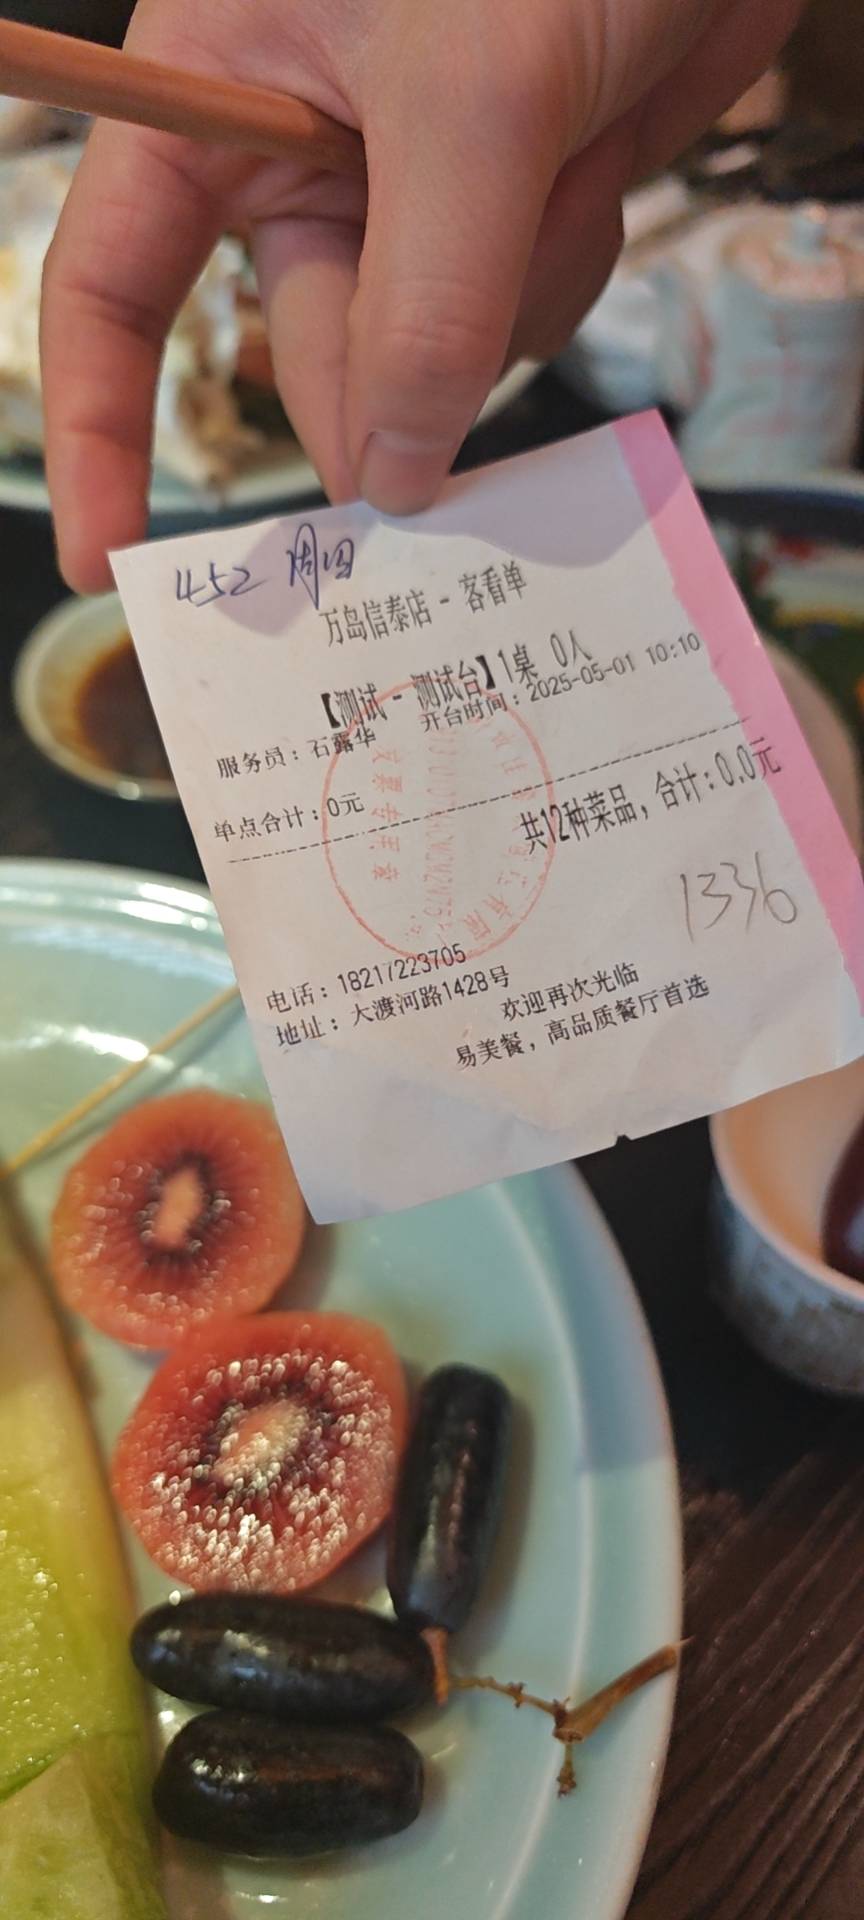 452 周四
万岛信泰店 - 客看单
【测试 - 测试台】1桌 0人
服务员：石露华 开台时间：2025-05-01 10:10
单点合计：0元
共12种菜品，合计：0.0元
1336
电话：18217223705
地址：大渡河路1428号
欢迎再次光临
易美餐，高品质餐厅首选